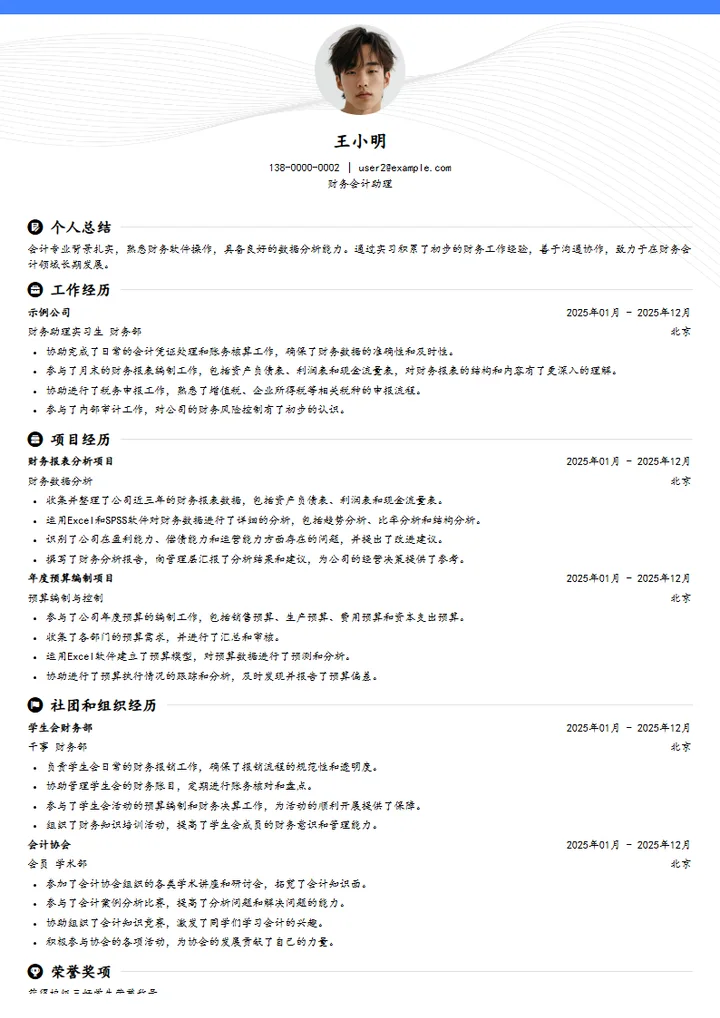 王小明
138-0000-0002 | user2@example.com
财务会计助理
个人总结
会计专业背景扎实，熟悉财务软件操作，具备良好的数据分析能力。通过实习积累了初步的财务工作经验，善于沟通协作，致力于在财务会
计领域长期发展。
工作经历
示例公司 2025年01月 - 2025年12月
财务助理实习生 财务部 北京
• 协助完成了日常的会计凭证处理和账务核算工作，确保了财务数据的准确性和及时性。
• 参与了月末的财务报表编制工作，包括资产负债表、利润表和现金流量表，对财务报表的结构和内容有了更深入的理解。
• 协助进行了税务申报工作，熟悉了增值税、企业所得税等相关税种的申报流程。
• 参与了内部审计工作，对公司的财务风险控制有了初步的认识。
项目经历
财务报表分析项目 2025年01月 - 2025年12月
财务数据分析 北京
• 收集并整理了公司近三年的财务报表数据，包括资产负债表、利润表和现金流量表。
• 运用Excel和SPSS软件对财务数据进行了详细的分析，包括趋势分析、比率分析和结构分析。
• 识别了公司在盈利能力、偿债能力和运营能力方面存在的问题，并提出了改进建议。
• 撰写了财务分析报告，向管理层汇报了分析结果和建议，为公司的经营决策提供了参考。
年度预算编制项目 2025年01月 - 2025年12月
预算编制与控制 北京
• 参与了公司年度预算的编制工作，包括销售预算、生产预算、费用预算和资本支出预算。
• 收集了各部门的预算需求，并进行了汇总和审核。
• 运用Excel软件建立了预算模型，对预算数据进行了预测和分析。
• 协助进行了预算执行情况的跟踪和分析，及时发现并报告了预算偏差。
社团和组织经历
学生会财务部 2025年01月 - 2025年12月
干事 财务部 北京
• 负责学生会日常的财务报销工作，确保了报销流程的规范性和透明度。
• 协助管理学生会的财务账目，定期进行账务核对和盘点。
• 参与了学生会活动的预算编制和财务决算工作，为活动的顺利开展提供了保障。
• 组织了财务知识培训活动，提高了学生会成员的财务意识和管理能力。
会计协会 2025年01月 - 2025年12月
会员 学术部 北京
• 参加了会计协会组织的各类学术讲座和研讨会，拓宽了会计知识面。
• 参与了会计案例分析比赛，提高了分析问题和解决问题的能力。
• 协助组织了会计知识竞赛，激发了同学们学习会计的兴趣。
• 积极参与协会的各项活动，为协会的发展贡献了自己的力量。
荣誉奖项